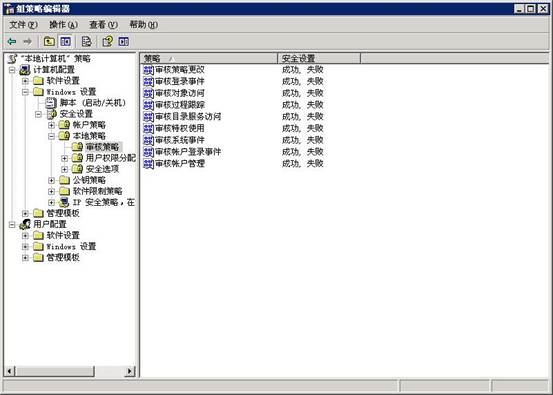 组策略编辑器
文件(F) 操作(A) 查看(V) 帮助(H)
"本地计算机" 策略
计算机配置
软件设置
Windows 设置
脚本 (启动/关机)
安全设置
帐户策略
本地策略
审核策略
用户权限分配
安全选项
公钥策略
软件限制策略
IP 安全策略，在
管理模板
用户配置
软件设置
Windows 设置
管理模板
策略 安全设置
审核策略更改 成功，失败
审核登录事件 成功，失败
审核对象访问 成功，失败
审核过程跟踪 成功，失败
审核目录服务访问 成功，失败
审核特权使用 成功，失败
审核系统事件 成功，失败
审核帐户登录事件 成功，失败
审核帐户管理 成功，失败